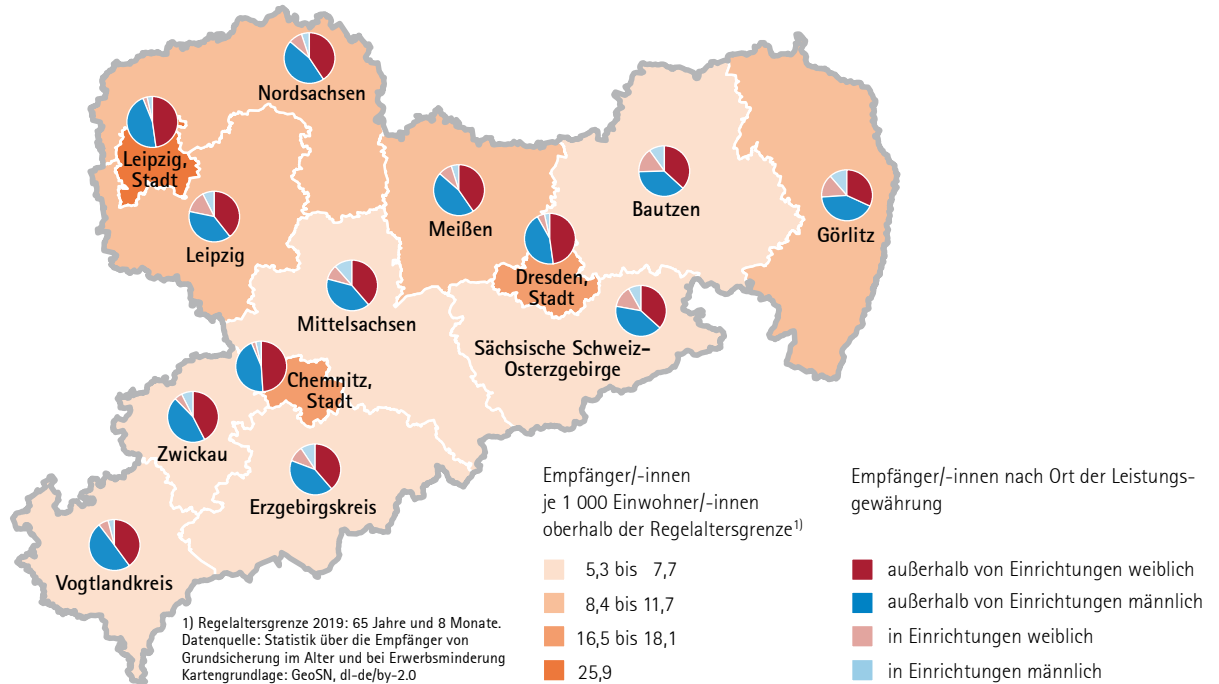 Nordsachsen
Leipzig,
Stadt
Leipzig
Meißen
Bautzen
Görlitz
Dresden,
Stadt
Mittelsachsen
Sächsische Schweiz-
Osterzgebirge
Chemnitz,
Stadt
Zwickau
Erzgebirgskreis
Vogtlandkreis
1) Regelaltersgrenze 2019: 65 Jahre und 8 Monate.
Datenquelle: Statistik über die Empfänger von
Grundsicherung im Alter und bei Erwerbsminderung
Kartengrundlage: GeoSN, dl-de/by-2.0
Empfänger/-innen
je 1 000 Einwohner/-innen
oberhalb der Regelaltersgrenze1)
5,3 bis 7,7
8,4 bis 11,7
16,5 bis 18,1
25,9
Empfänger/-innen nach Ort der Leistungs-
gewährung
außerhalb von Einrichtungen weiblich
außerhalb von Einrichtungen männlich
in Einrichtungen weiblich
in Einrichtungen männlich